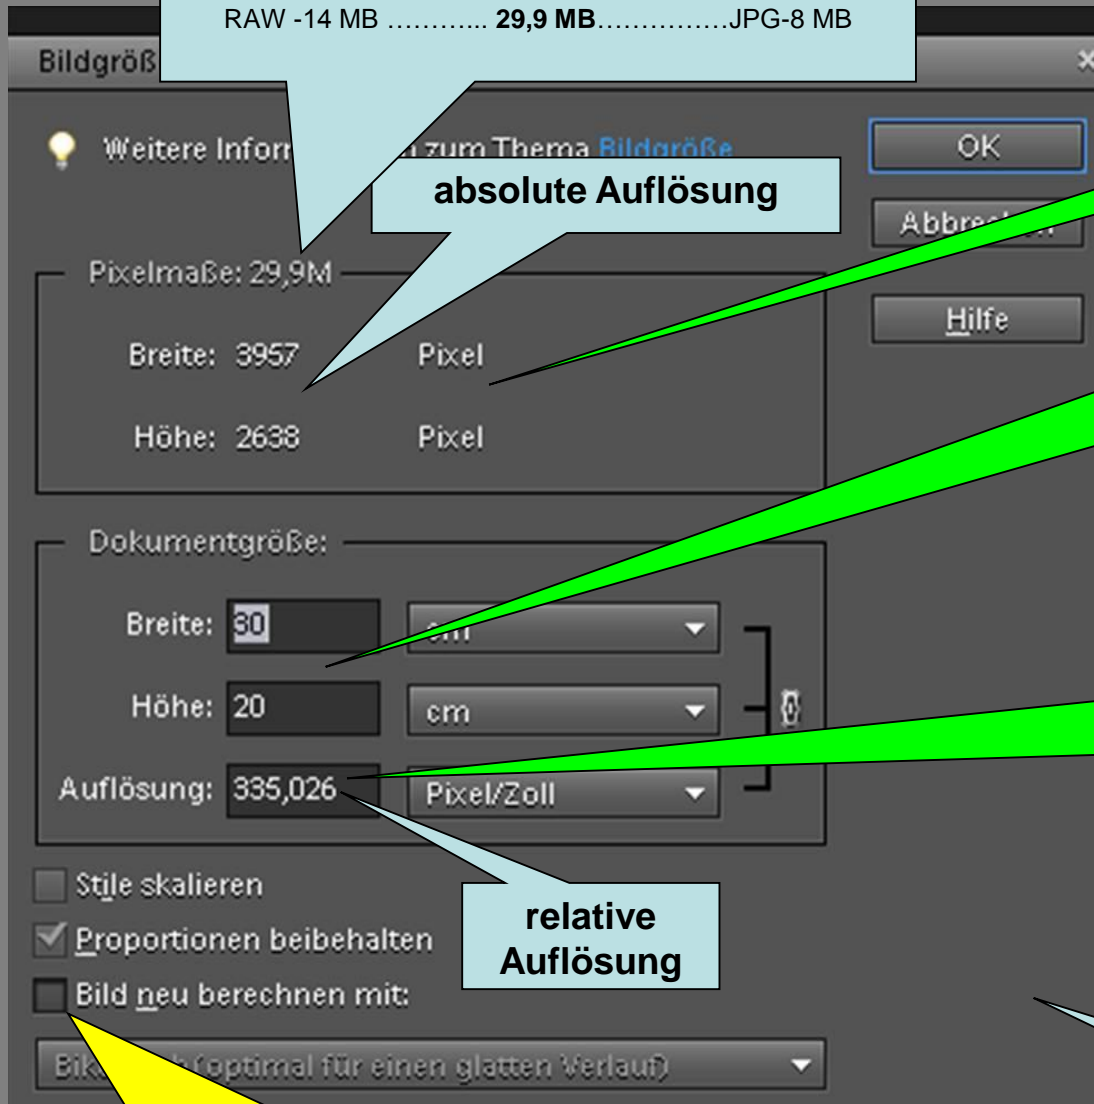 RAW -14 MB ………... 29,9 MB……………JPG-8 MB
Bildgröß
Weitere Infor zum Thema Bildgröße
OK
absolute Auflösung
Pixelmaße: 29,9M
Hilfe
Breite: 3957 Pixel
Höhe: 2638 Pixel
Dokumentgröße:
Breite: 30 cm
Höhe: 20 cm
Auflösung: 335,026 Pixel/Zoll
Stile skalieren
relative
Auflösung
Proportionen beibehalten
Bild neu berechnen mit:
(optimal für einen glatten Verlauf)